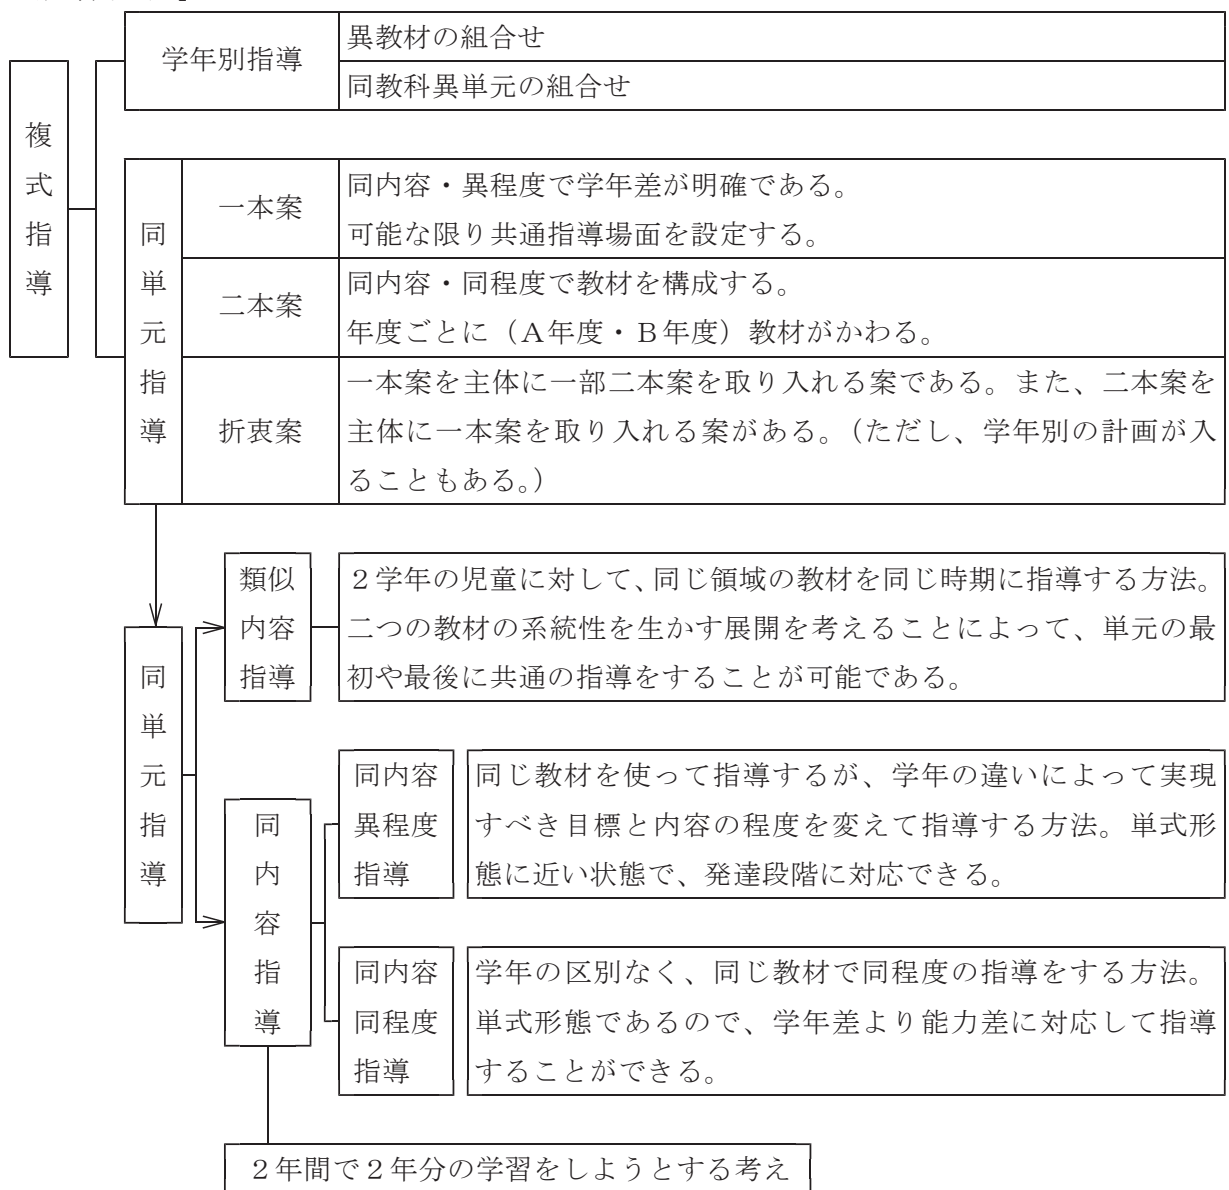 学年別指導
異教材の組合せ
同教科異単元の組合せ
複式指導
同単元指導
一本案
同内容・異程度で学年差が明確である。
可能な限り共通指導場面を設定する。
二本案
同内容・同程度で教材を構成する。
年度ごとに（A年度・B年度）教材がかわる。
折衷案
一本案を主体に一部二本案を取り入れる案である。また、二本案を
主体に一本案を取り入れる案がある。（ただし、学年別の計画が入
ることもある。）
同単元指導
類似
内容
指導
２学年の児童に対して、同じ領域の教材を同じ時期に指導する方法。
二つの教材の系統性を生かす展開を考えることによって、単元の最
初や最後に共通の指導をすることが可能である。
同内容指導
同内容
異程度
指導
同じ教材を使って指導するが、学年の違いによって実現
すべき目標と内容の程度を変えて指導する方法。単式形
態に近い状態で、発達段階に対応できる。
同内容
同程度
指導
学年の区別なく、同じ教材で同程度の指導をする方法。
単式形態であるので、学年差より能力差に対応して指導
することができる。
２年間で２年分の学習をしようとする考え